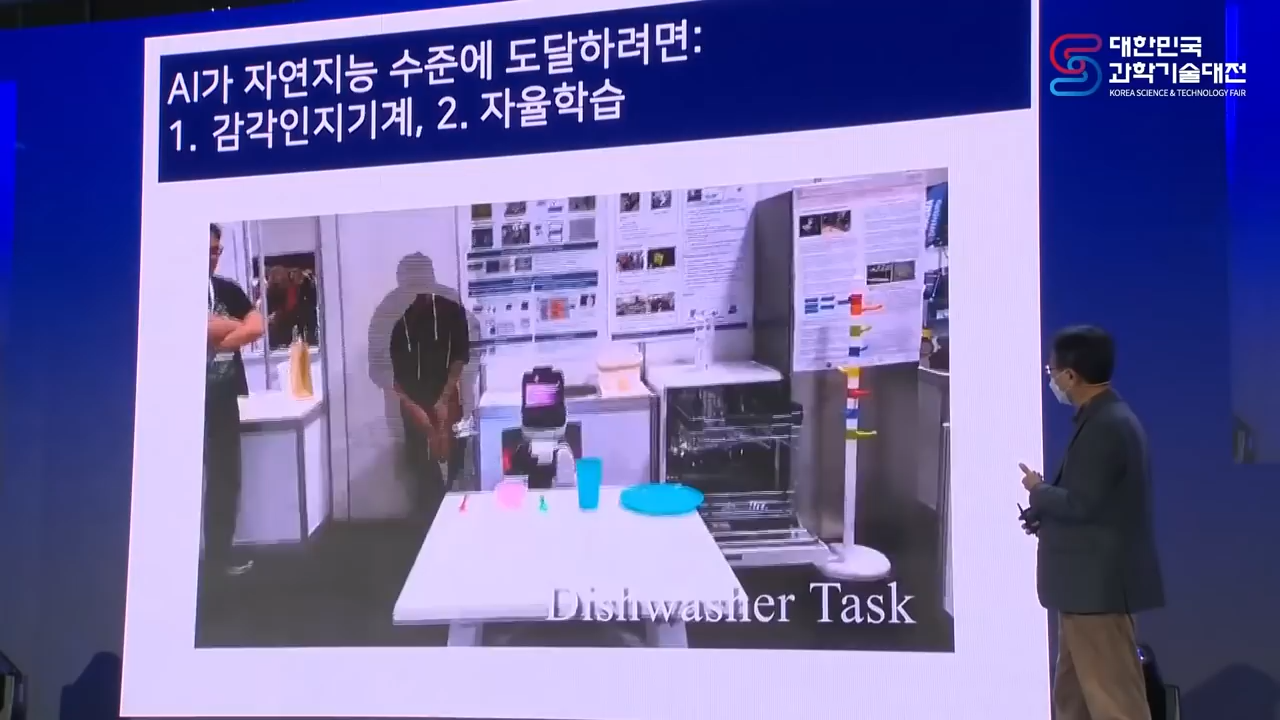 AI가 자연지능 수준에 도달하려면:
1. 감각인지기계, 2. 자율학습
대한민국
과학기술대전
KOREA SCIENCE & TECHNOLOGY FAIR
Dishwasher Task